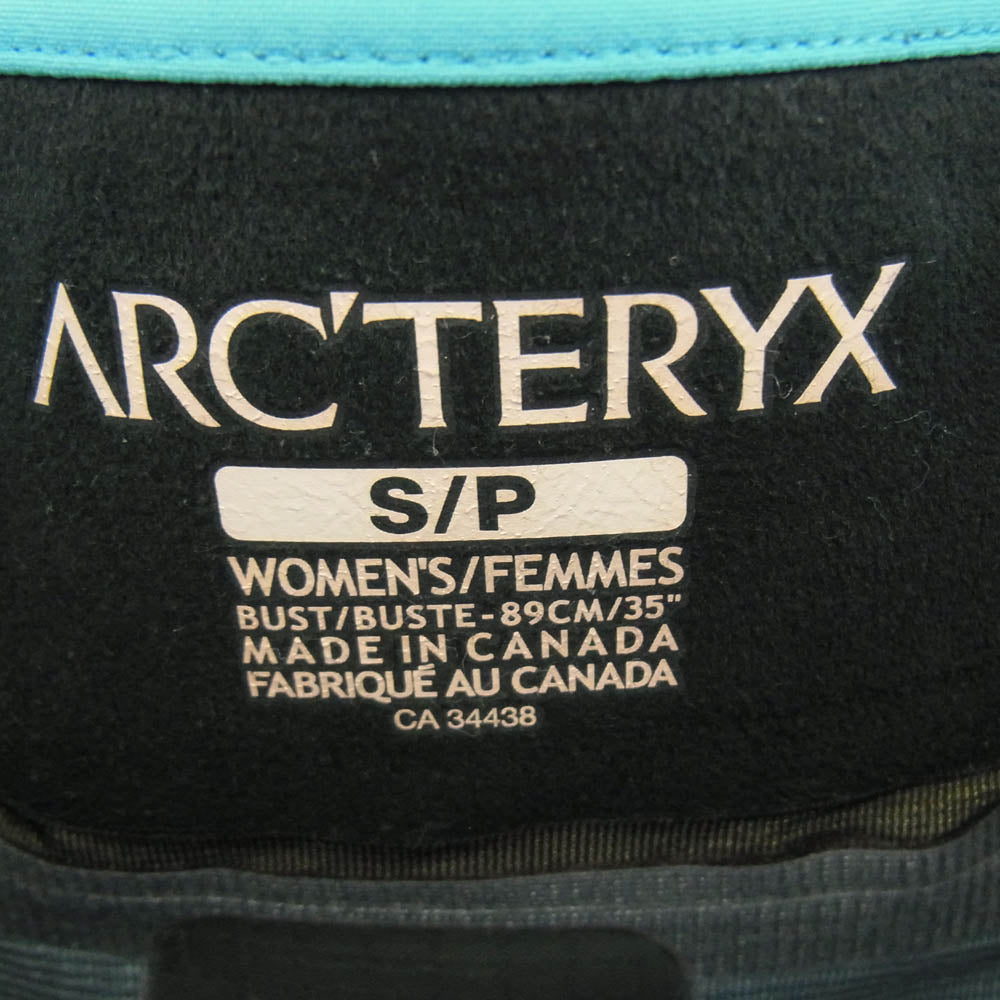 ARC'TERYX
S/P
WOMEN'S/FEMMES
BUST/BUSTE-89CM/35"
MADE IN CANADA
FABRIQUÉ AU CANADA
CA 34438